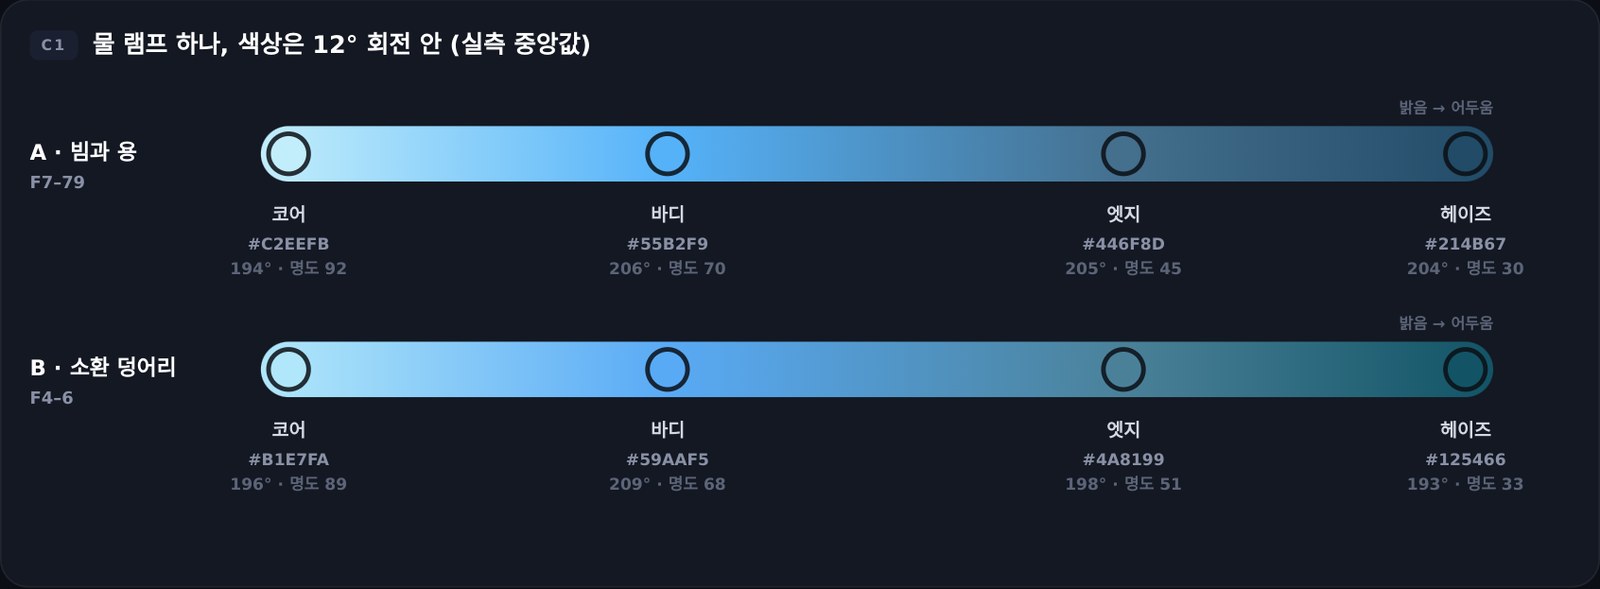 C1 물 램프 하나, 색상은 12° 회전 안 (실측 중앙값)
밝음 → 어두움
A · 빔과 용
F7–79
코어 바디 엣지 헤이즈
#C2EEFB #55B2F9 #446F8D #214B67
194° · 명도 92 206° · 명도 70 205° · 명도 45 204° · 명도 30
밝음 → 어두움
B · 소환 덩어리
F4–6
코어 바디 엣지 헤이즈
#B1E7FA #59AAF5 #4A8199 #125466
196° · 명도 89 209° · 명도 68 198° · 명도 51 193° · 명도 33